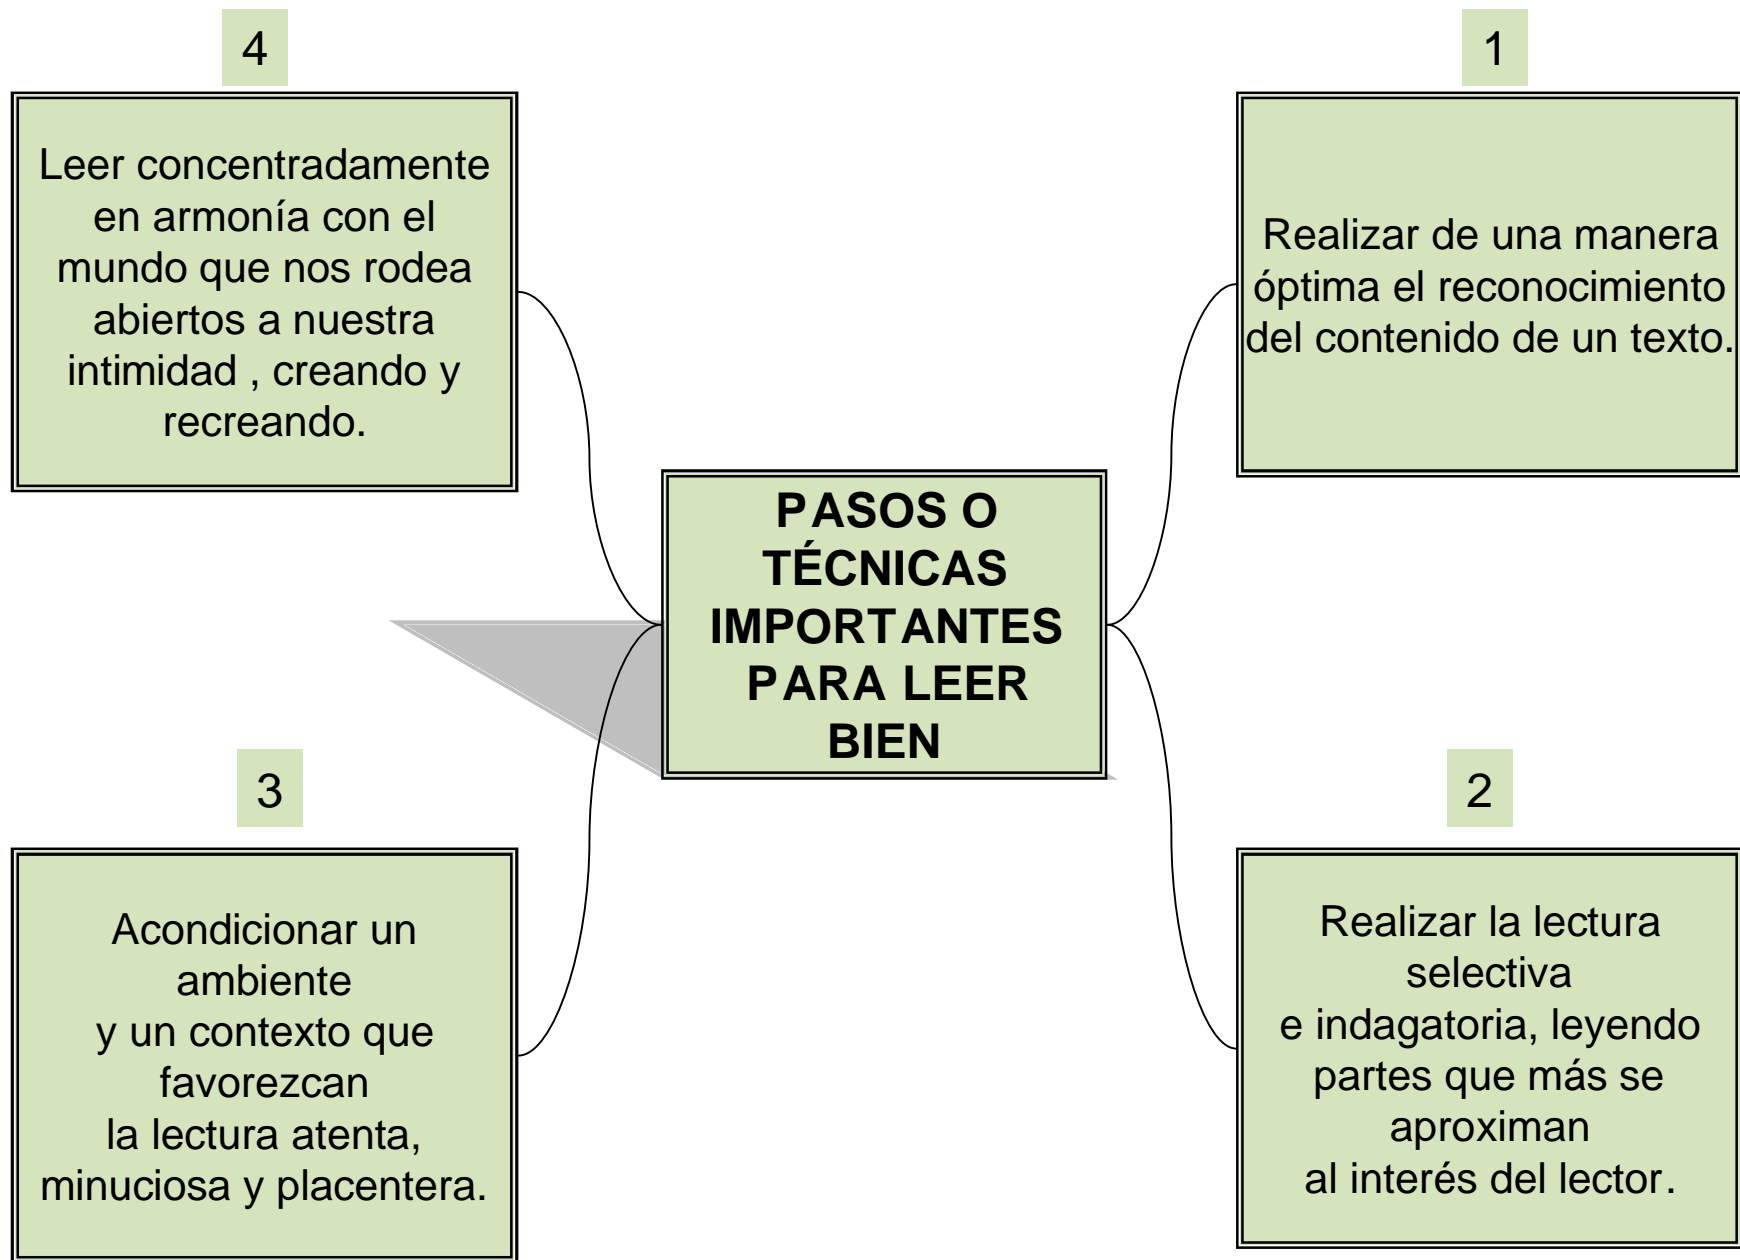 4
Leer concentradamente
en armonía con el
mundo que nos rodea
abiertos a nuestra
intimidad , creando y
recreando.
1
Realizar de una manera
óptima el reconocimiento
del contenido de un texto.
PASOS O
TÉCNICAS
IMPORTANTES
PARA LEER
BIEN
3
Acondicionar un
ambiente
y un contexto que
favorezcan
la lectura atenta,
minuciosa y placentera.
2
Realizar la lectura
selectiva
e indagatoria, leyendo
partes que más se
aproximan
al interés del lector.